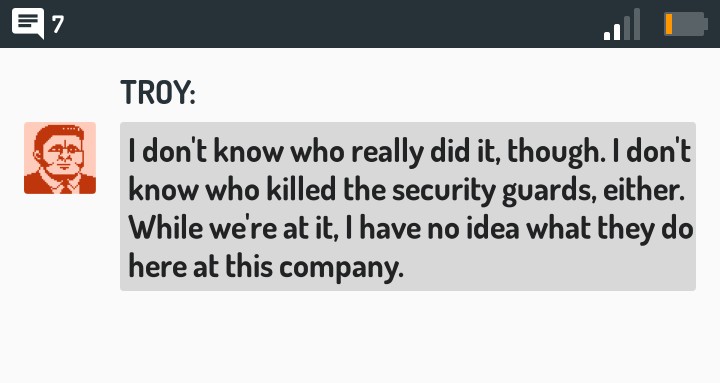 7
TROY:
I don't know who really did it, though. I don't
know who killed the security guards, either.
While we're at it, I have no idea what they do
here at this company.